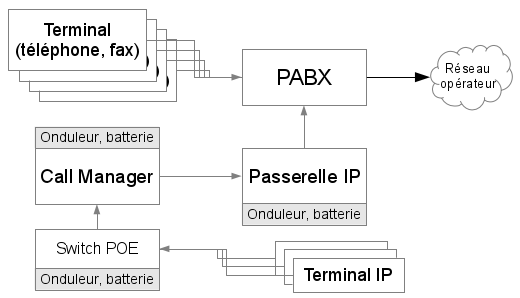 Terminal
(téléphone, fax)
PABX
Réseau
opérateur
Onduleur, batterie
Call Manager
Passerelle IP
Onduleur, batterie
Switch POE
Onduleur, batterie
Terminal IP